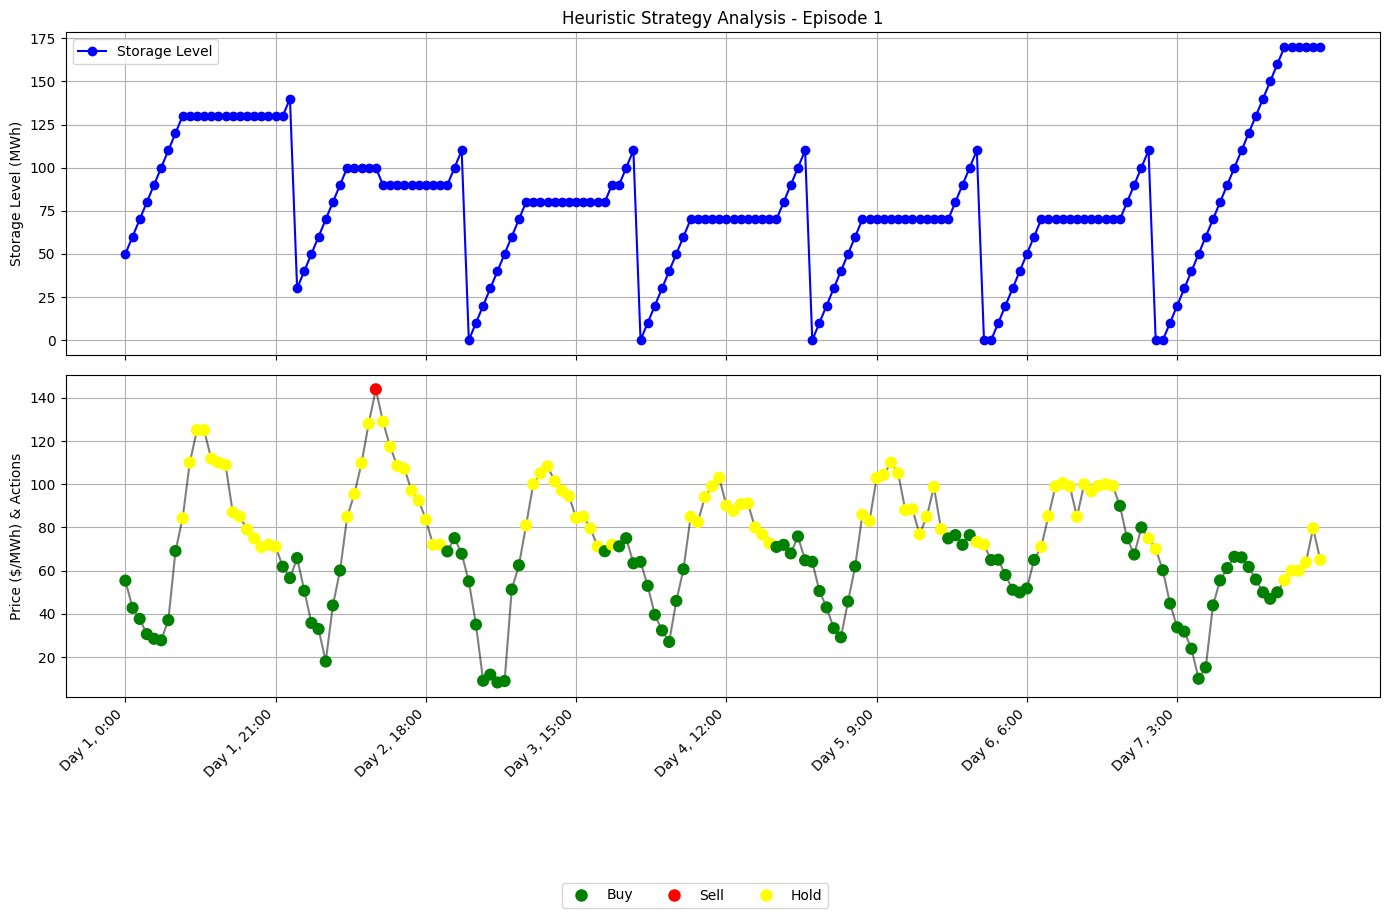 Heuristic Strategy Analysis - Episode 1
Storage Level
Storage Level (MWh)
175
150
125
100
75
50
25
0
Price ($/MWh) & Actions
140
120
100
80
60
40
20
Day 1, 0:00
Day 1, 21:00
Day 2, 18:00
Day 3, 15:00
Day 4, 12:00
Day 5, 9:00
Day 6, 6:00
Day 7, 3:00
Buy Sell Hold